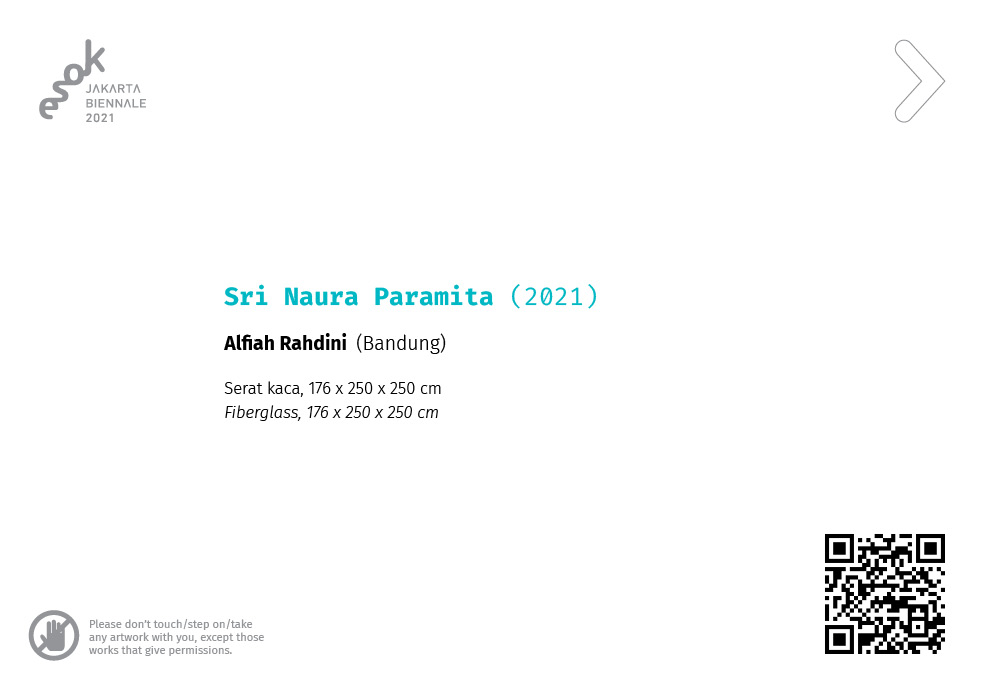 esok
JAKARTA
BIENNALE
2021
Sri Naura Paramita (2021)
Alfiah Rahdini (Bandung)
Serat kaca, 176 x 250 x 250 cm
Fiberglass, 176 x 250 x 250 cm
Please don't touch/step on/take
any artwork with you, except those
works that give permissions.